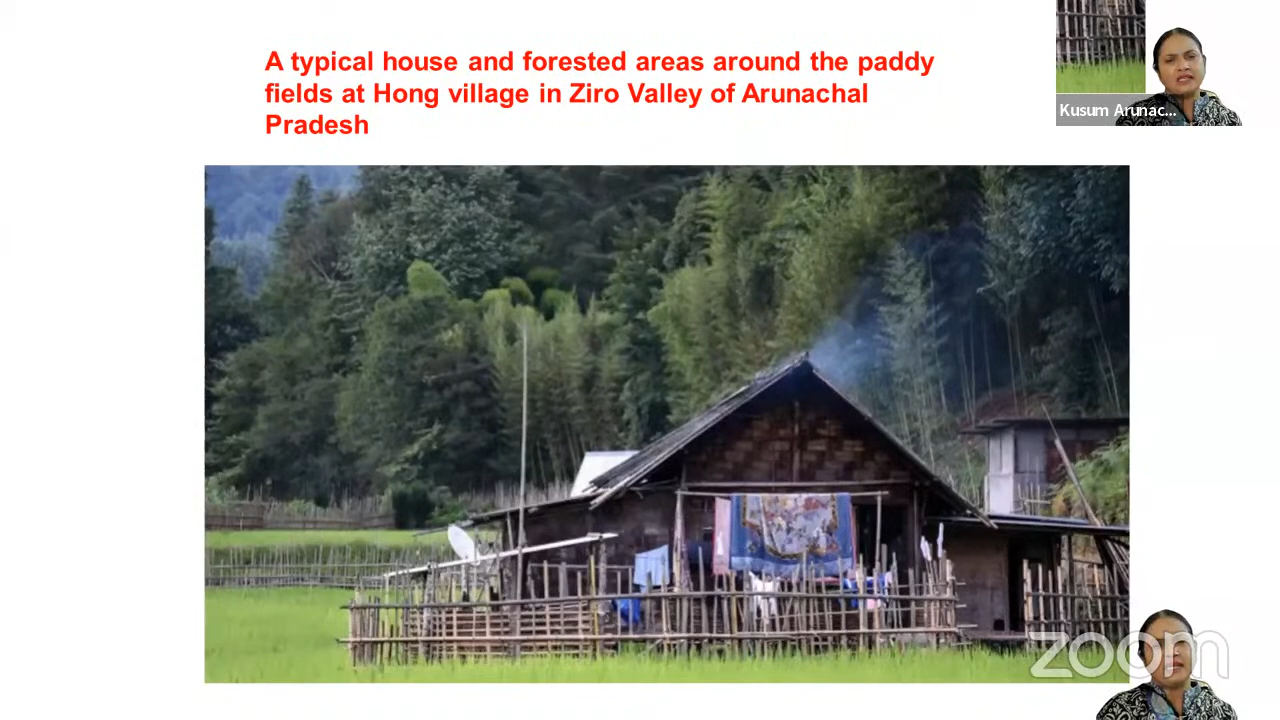 A typical house and forested areas around the paddy
fields at Hong village in Ziro Valley of Arunachal
Pradesh
Kusum Arunac...
zoom